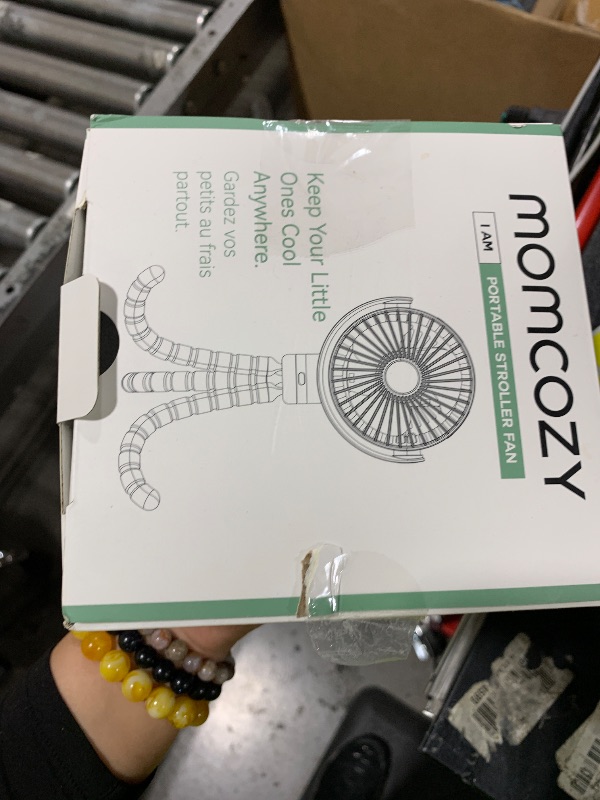 momcozy
I AM PORTABLE STROLLER FAN
Keep Your Little
Ones Cool
Anywhere.
Gardez vos
petits au frais
partout.